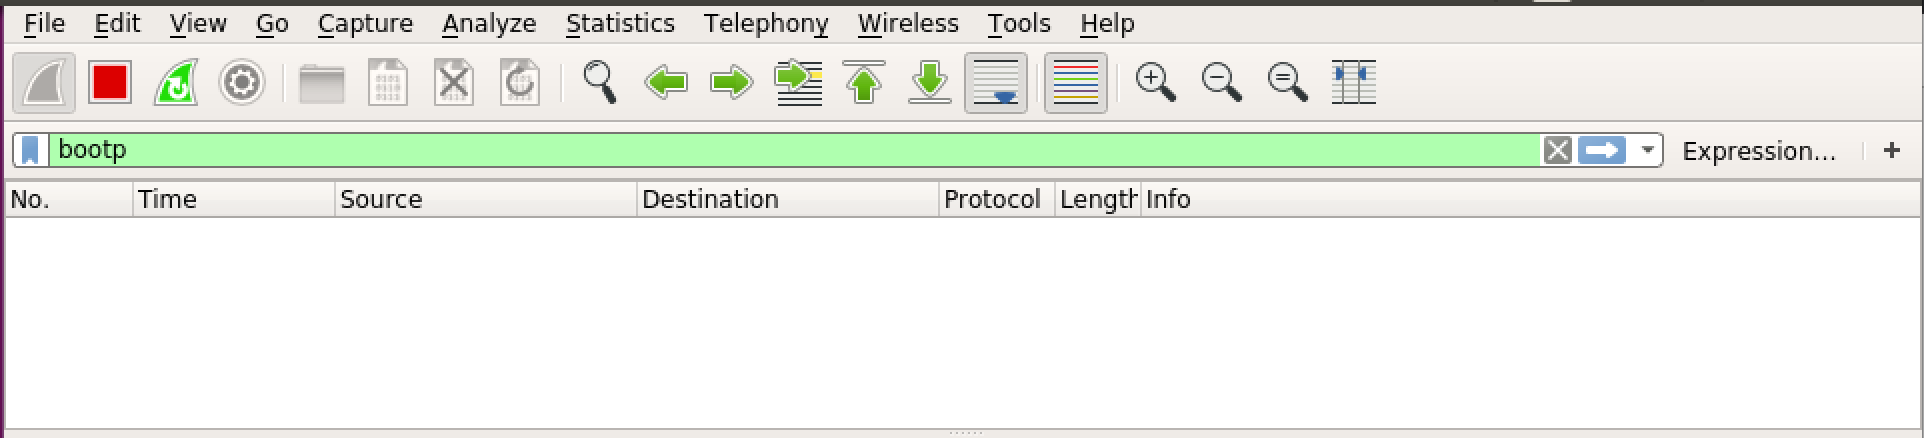 File Edit View Go Capture Analyze Statistics Telephony Wireless Tools Help
bootp Expression... +
No. Time Source Destination Protocol Length Info